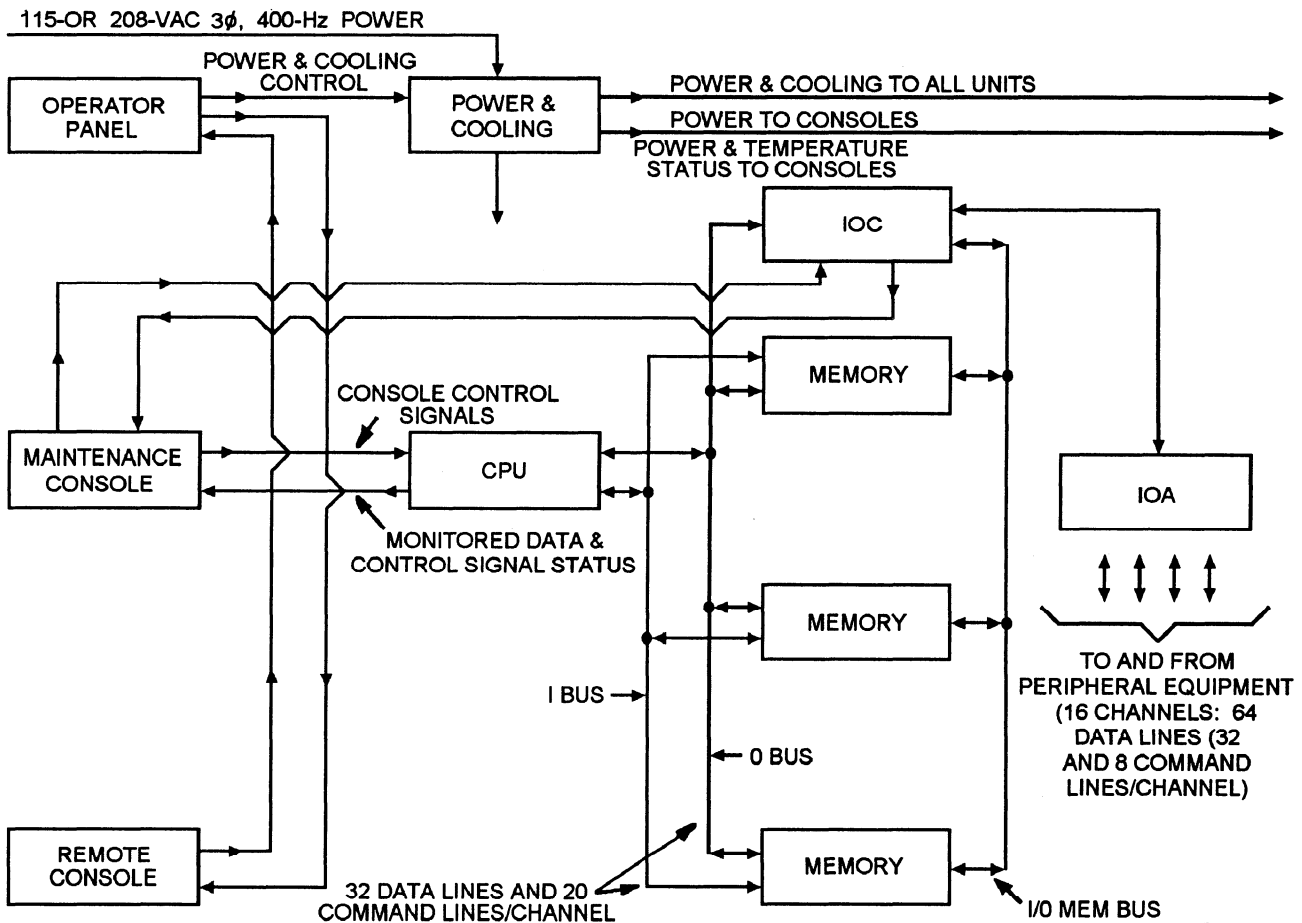 115-OR 208-VAC 3ø, 400-Hz POWER
POWER & COOLING
CONTROL
OPERATOR
PANEL
POWER &
COOLING
POWER & COOLING TO ALL UNITS
POWER TO CONSOLES
POWER & TEMPERATURE
STATUS TO CONSOLES
IOC
MEMORY
CONSOLE CONTROL
SIGNALS
MAINTENANCE
CONSOLE
CPU
IOA
MONITORED DATA &
CONTROL SIGNAL STATUS
MEMORY
TO AND FROM
PERIPHERAL EQUIPMENT
(16 CHANNELS: 64
DATA LINES (32
AND 8 COMMAND
LINES/CHANNEL)
I BUS
0 BUS
REMOTE
CONSOLE
MEMORY
32 DATA LINES AND 20
COMMAND LINES/CHANNEL
I/0 MEM BUS